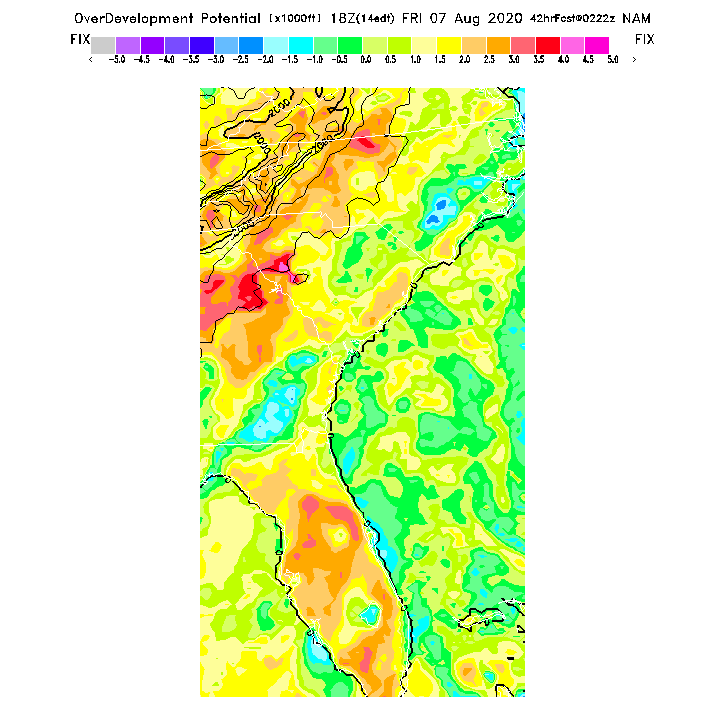 OverDevelopment Potential [x1000ft] 18Z(14edt) FRI 07 Aug 2020 42hrFcst@0222z NAM
FIX FIX
< -5.0 -4.5 -4.0 -3.5 -3.0 -2.5 -2.0 -1.5 -1.0 -0.5 0.0 0.5 1.0 1.5 2.0 2.5 3.0 3.5 4.0 4.5 5.0 >
2000
2000